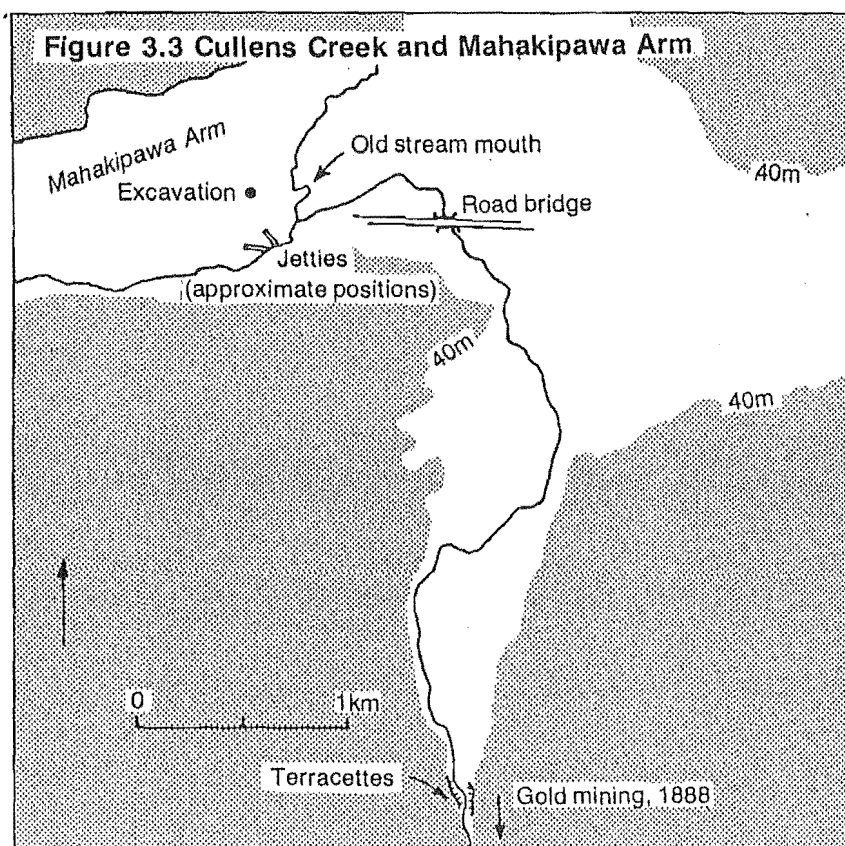 Figure 3.3 Cullens Creek and Mahakipawa Arm
Mahakipawa Arm
Old stream mouth
Excavation
40m
Road bridge
Jetties
(approximate positions)
40m
40m
0 1km
Terracettes
Gold mining, 1888